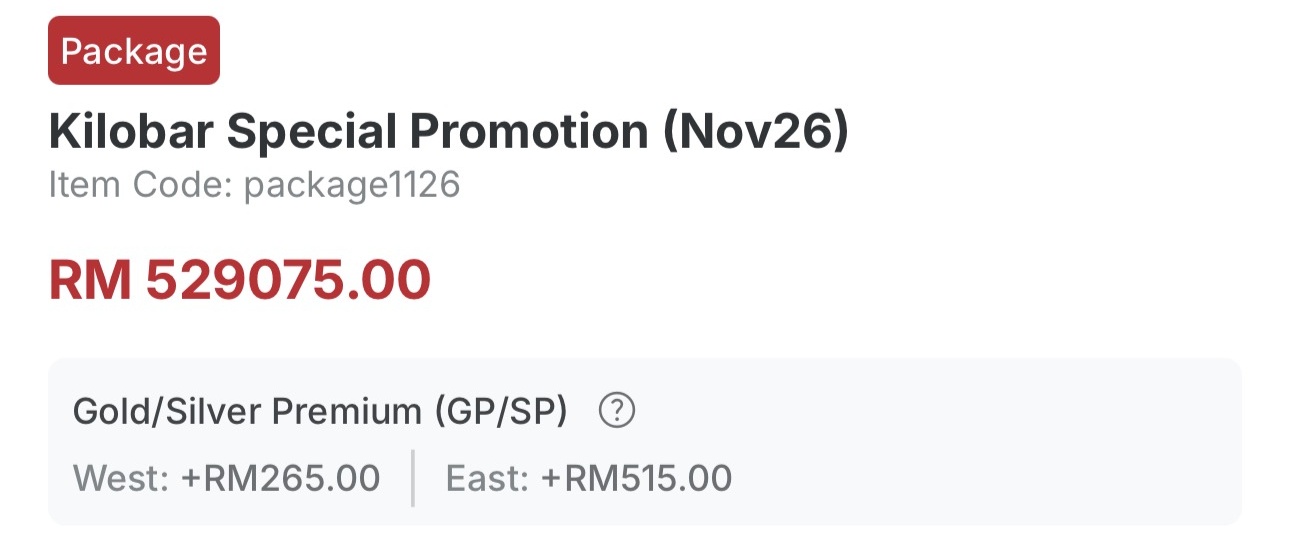 Package
Kilobar Special Promotion (Nov26)
Item Code: package1126
RM 529075.00
Gold/Silver Premium (GP/SP) ?
West: +RM265.00 East: +RM515.00